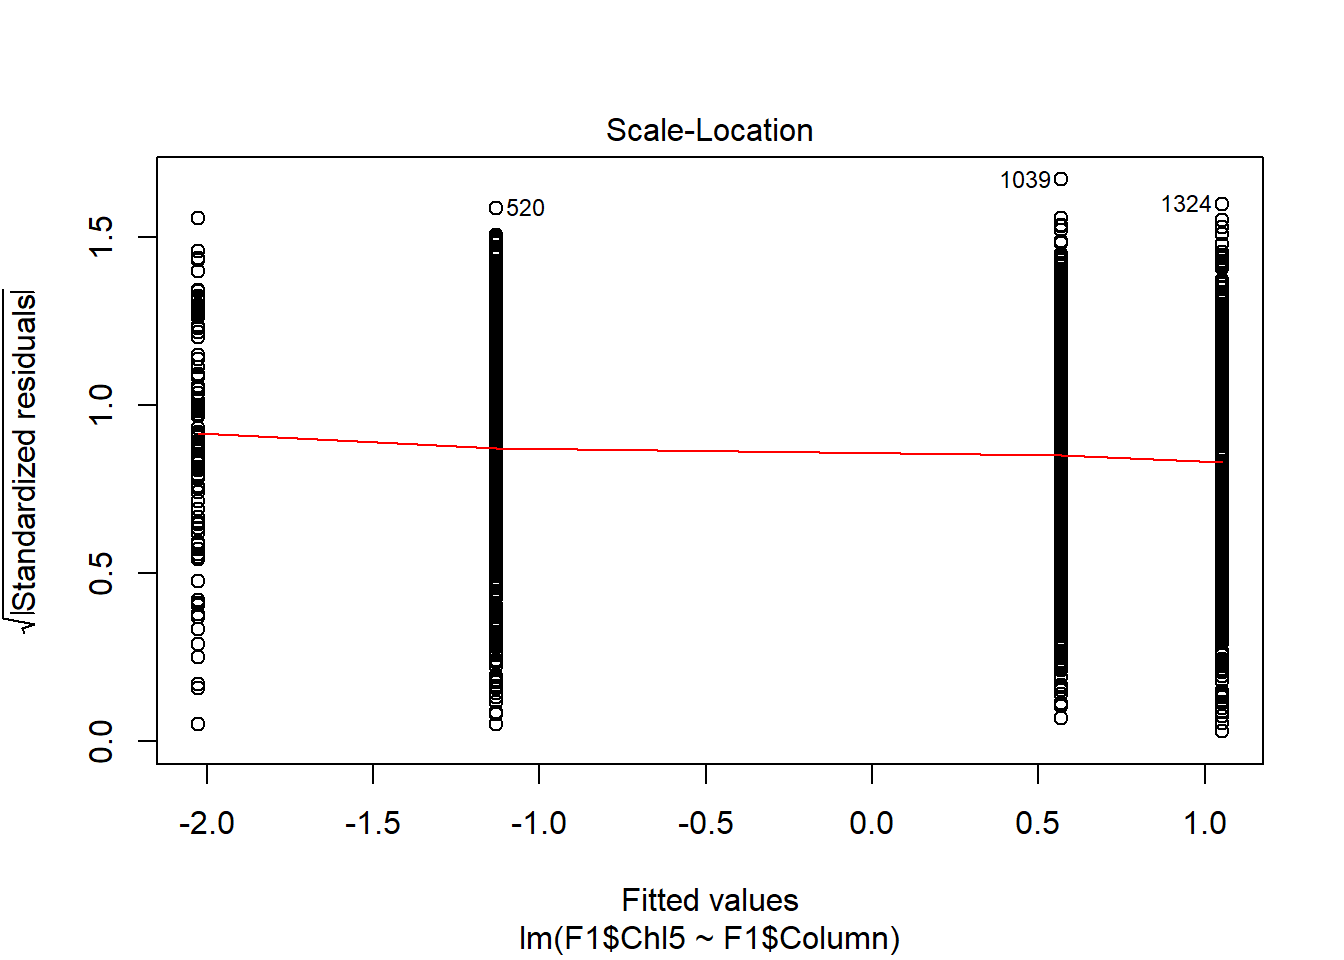 Scale-Location
√|Standardized residuals|
1.5
1.0
0.5
0.0
520
1039
1324
-2.0 -1.5 -1.0 -0.5 0.0 0.5 1.0
Fitted values
lm(F1$Chl5 ~ F1$Column)